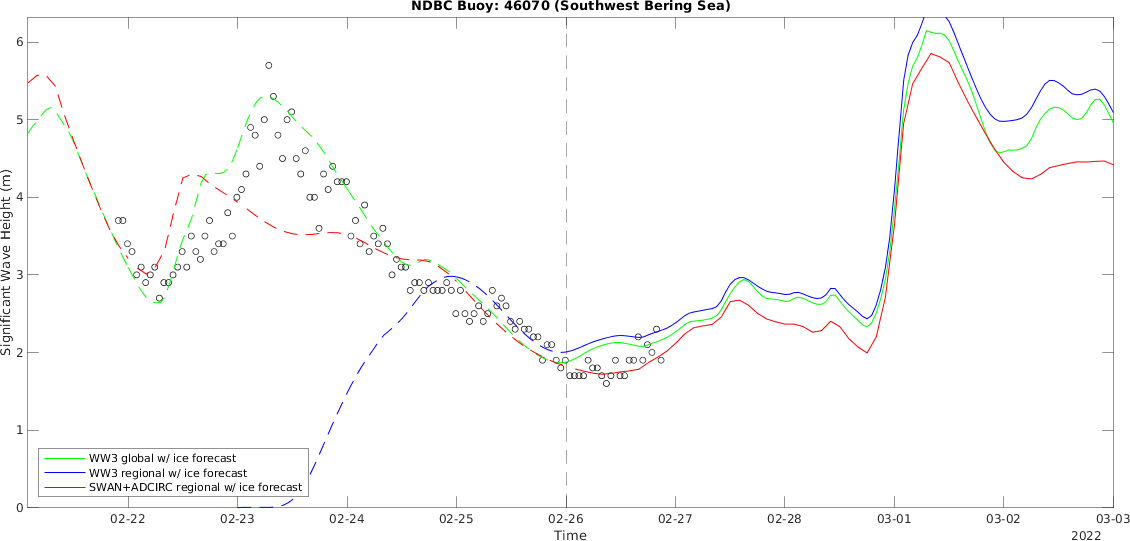 NDBC Buoy: 46070 (Southwest Bering Sea)
Significant Wave Height (m)
6
5
4
3
2
1
0
WW3 global w/ ice forecast
WW3 regional w/ ice forecast
SWAN+ADCIRC regional w/ ice forecast
02-22 02-23 02-24 02-25 02-26 02-27 02-28 03-01 03-02 03-03
Time
2022